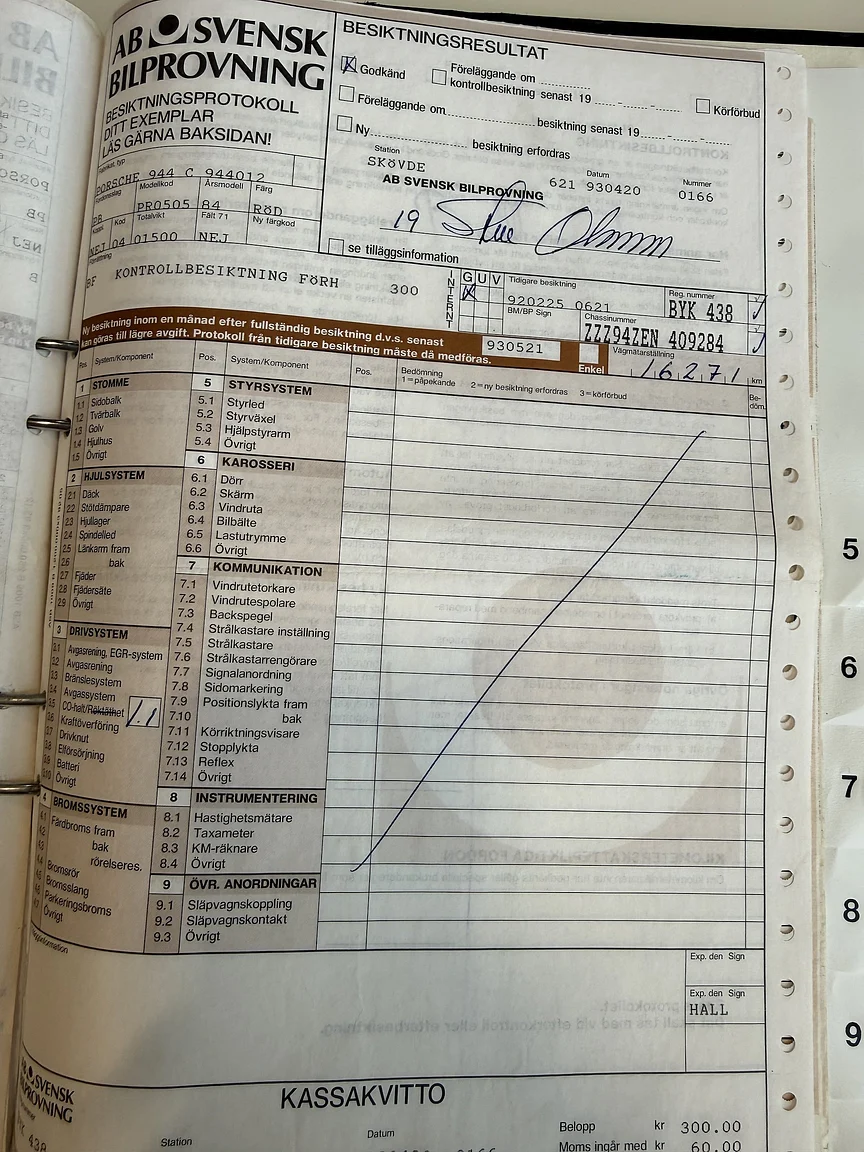 AB SVENSK
BILPROVNING
BESIKTNINGSPROTOKOLL
DITT EXEMPLAR
LÄS GÄRNA BAKSIDAN!
BESIKTNINGSRESULTAT
X Godkänd
Föreläggande om
kontrollbesiktning senast 19
Körförbud
Föreläggande om
besiktning senast 19
Ny
besiktning erfordras
Station
Datum
Nummer
SKÖVDE
621 930420
0166
AB SVENSK BILPROVNING
19
se tilläggsinformation
Fabrikat, typ
PORSCHE 944 C 944012
Fordonsslag
Modellkod
Årsmodell
Färg
PB
PR0505
84
RöD
Kaross
Kod
Totalvikt
Fält 71
Ny färgkod
NEJ
04
01500
NEJ
Förrättning
BF KONTROLLBESIKTNING FöRH
300
INTERNT
G U V
X
Tidigare besiktning
920225 0621
BM/BP Sign
Reg. nummer
BYK 438
Chassinummer
ZZZ94ZEN 409284
Ny besiktning inom en månad efter fullständig besiktning d.v.s. senast
kan göras till lägre avgift. Protokoll från tidigare besiktning måste då medföras.
930521
Enkel
Vägmätarställning
16271
km
Pos.
System/Komponent
Pos.
System/Komponent
Pos.
Bedömning
1 = påpekande
2 = ny besiktning erfordras
3 = körförbud
Be-
döm.
1 STOMME
1.1 Sidobalk
1.2 Tvärbalk
1.3 Golv
1.4 Hjulhus
1.5 Övrigt
2 HJULSYSTEM
2.1 Däck
2.2 Stötdämpare
2.3 Hjullager
2.4 Spindelled
2.5 Länkarm fram
2.6 bak
2.7 Fjäder
2.8 Fjädersäte
2.9 Övrigt
3 DRIVSYSTEM
3.1 Avgasrening, EGR-system
3.2 Avgasrening
3.3 Bränslesystem
3.4 Avgassystem
3.5 CO-halt/Röktäthet
1.1
3.6 Kraftöverföring
3.7 Drivknut
3.8 Elförsörjning
3.9 Batteri
3.10 Övrigt
4 BROMSSYSTEM
4.1 Färdbroms fram
4.2 bak
4.3 rörelseres.
4.4 Bromsrör
4.5 Bromsslang
4.6 Parkeringsbroms
4.7 Övrigt
5 STYRSYSTEM
5.1 Styrled
5.2 Styrväxel
5.3 Hjälpstyrarm
5.4 Övrigt
6 KAROSSERI
6.1 Dörr
6.2 Skärm
6.3 Vindruta
6.4 Bilbälte
6.5 Lastutrymme
6.6 Övrigt
7 KOMMUNIKATION
7.1 Vindrutetorkare
7.2 Vindrutespolare
7.3 Backspegel
7.4 Strålkastare inställning
7.5 Strålkastare
7.6 Strålkastarrengörare
7.7 Signalanordning
7.8 Sidomarkering
7.9 Positionslykta fram
7.10 bak
7.11 Körriktningsvisare
7.12 Stopplykta
7.13 Reflex
7.14 Övrigt
8 INSTRUMENTERING
8.1 Hastighetsmätare
8.2 Taxameter
8.3 KM-räknare
8.4 Övrigt
9 ÖVR. ANORDNINGAR
9.1 Släpvagnskoppling
9.2 Släpvagnskontakt
9.3 Övrigt
Exp. den Sign
Exp. den Sign
HALL
AB SVENSK
BILPROVNING
KASSAKVITTO
Station
Datum
Belopp kr 300.00
Moms ingår med kr 60.00
5
6
7
8
9